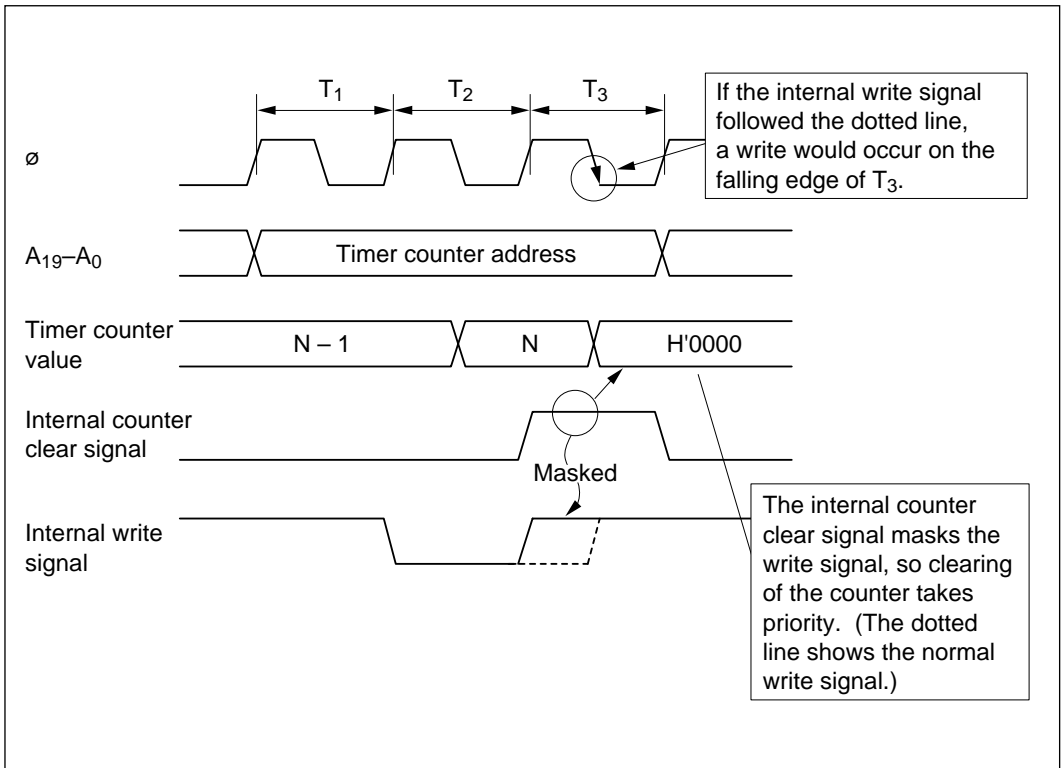 T1
T2
T3
If the internal write signal
followed the dotted line,
a write would occur on the
falling edge of T3.
ø
A19–A0
Timer counter address
Timer counter
value
N – 1
N
H'0000
Internal counter
clear signal
Masked
Internal write
signal
The internal counter
clear signal masks the
write signal, so clearing
of the counter takes
priority. (The dotted
line shows the normal
write signal.)